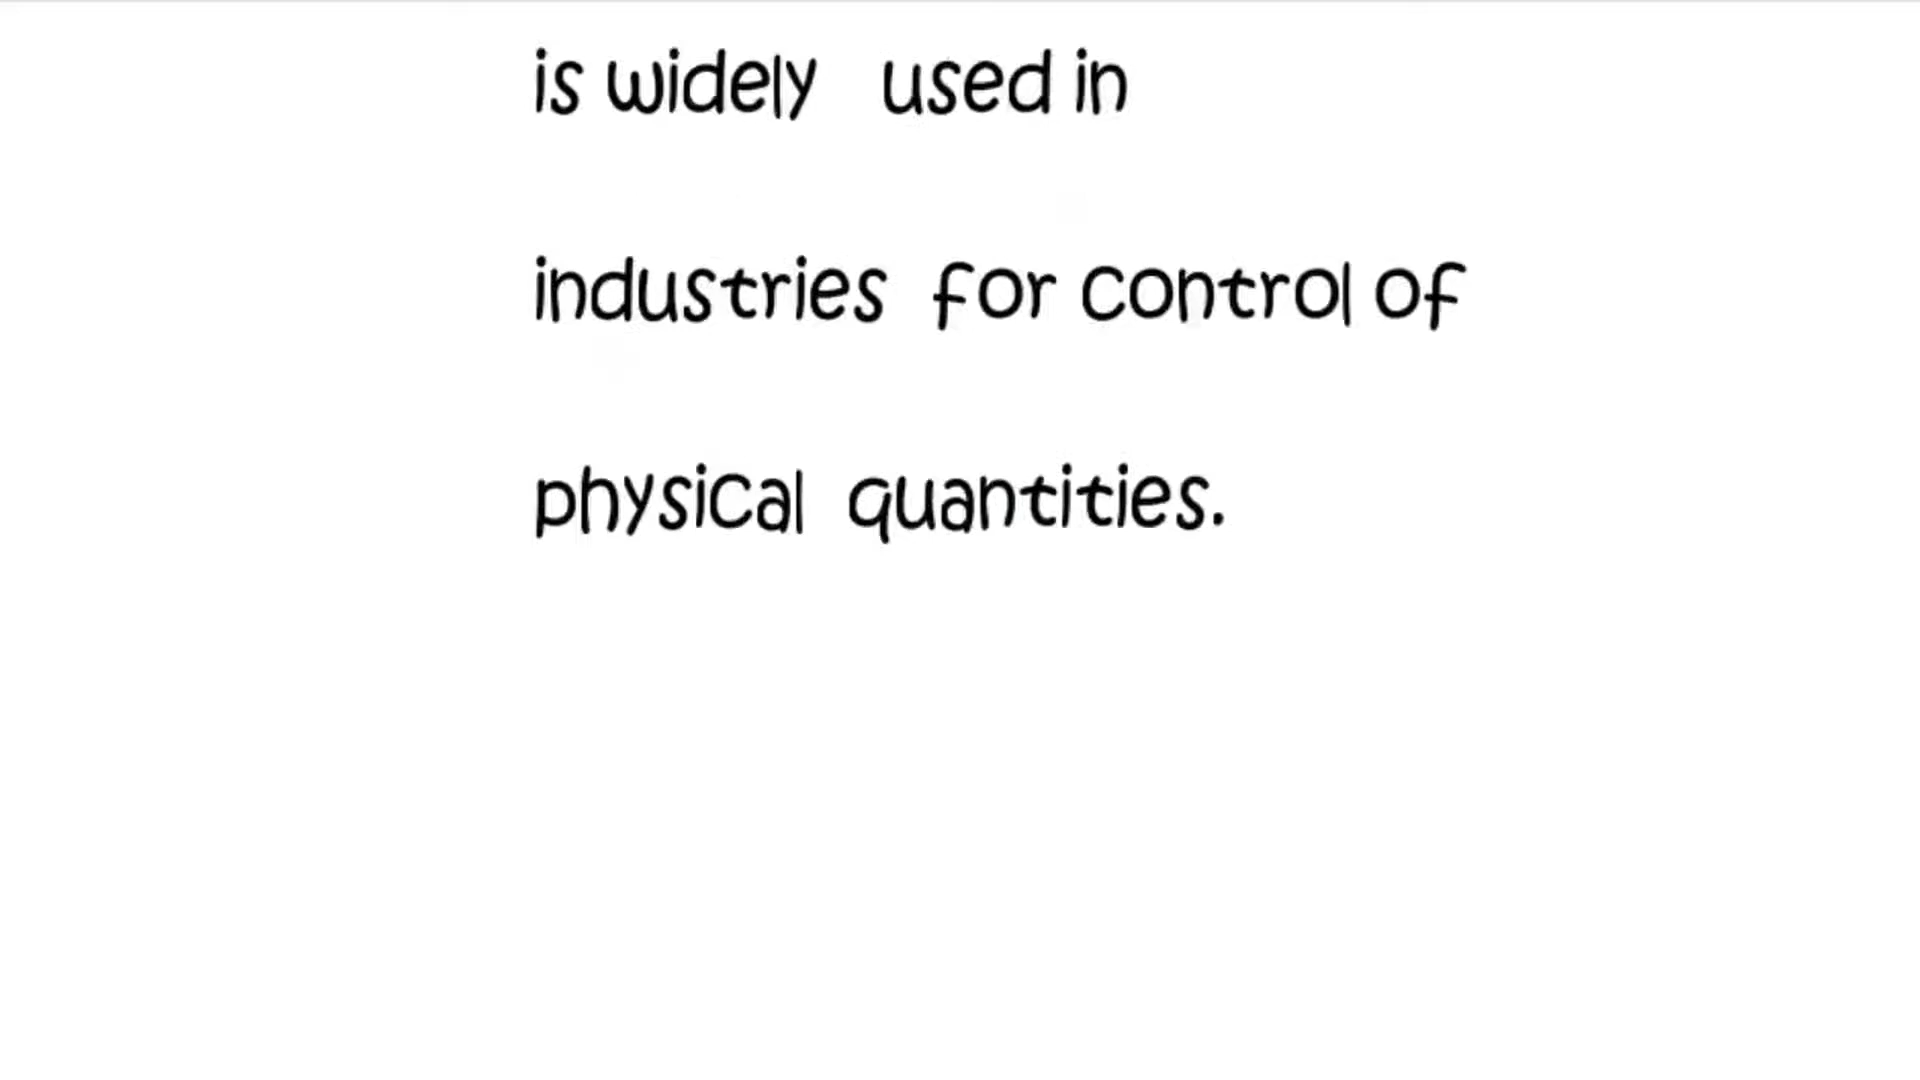 is widely used in
industries for control of
physical quantities.